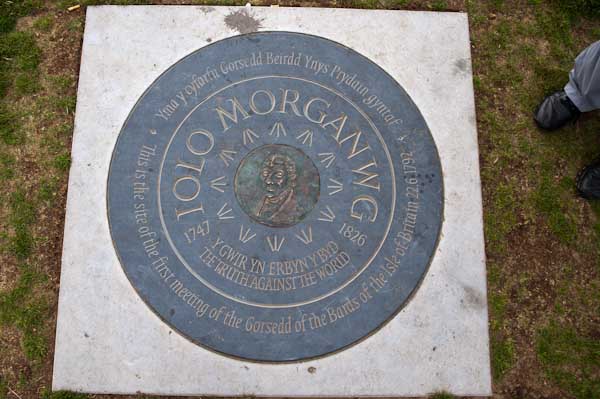 Yma y cyfarfu Gorsedd Beirdd Ynys Prydain gyntaf
This is the site of the first meeting of the Gorsedd of the Bards of the Isle of Britain 22.6.1792
IOLO MORGANWG
1747 1826
Y GWIR YN ERBYN Y BYD
THE TRUTH AGAINST THE WORLD